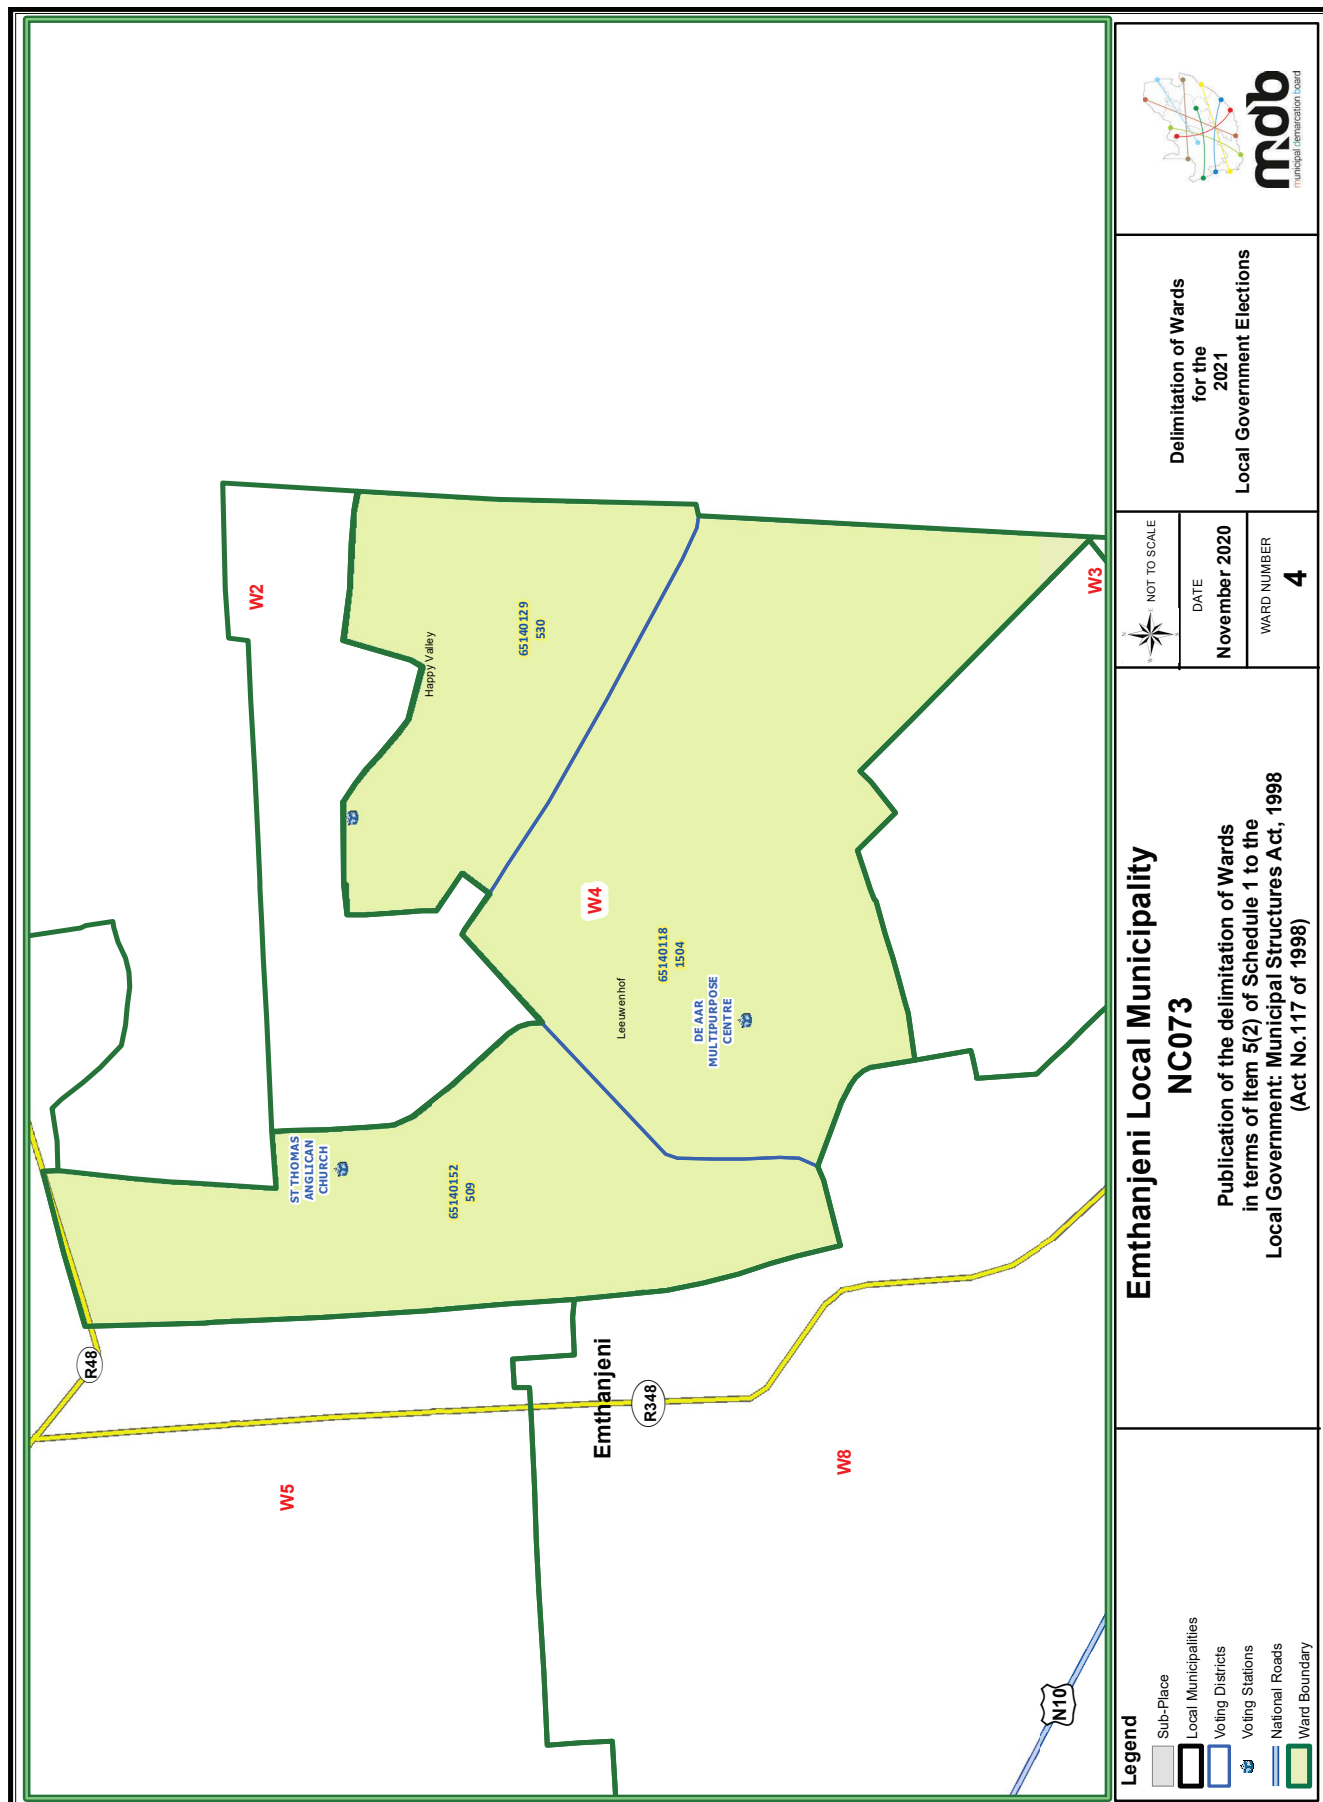 R48
W5
W2
ST THOMAS
ANGLICAN
CHURCH
65140152
509
Happy Valley
65140129
530
W4
Leeuwenhof
65140118
1504
DE AAR
MULTIPURPOSE
CENTRE
Emthanjeni
R348
W8
N10
W3
Legend
Sub-Place
Local Municipalities
Voting Districts
Voting Stations
National Roads
Ward Boundary
Emthanjeni Local Municipality
NC073
Publication of the delimitation of Wards
in terms of Item 5(2) of Schedule 1 to the
Local Government: Municipal Structures Act, 1998
(Act No.117 of 1998)
N
W
E
S
NOT TO SCALE
DATE
November 2020
WARD NUMBER
4
Delimitation of Wards
for the
2021
Local Government Elections
mdb
municipal demarcation board